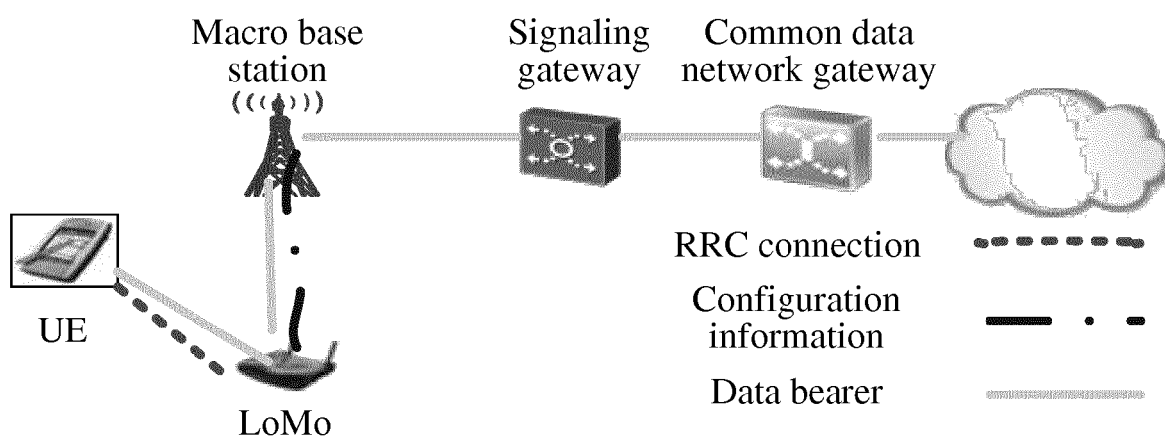 Macro base
station
Signaling
gateway
Common data
network gateway
UE
LoMo
RRC connection
Configuration
information
Data bearer